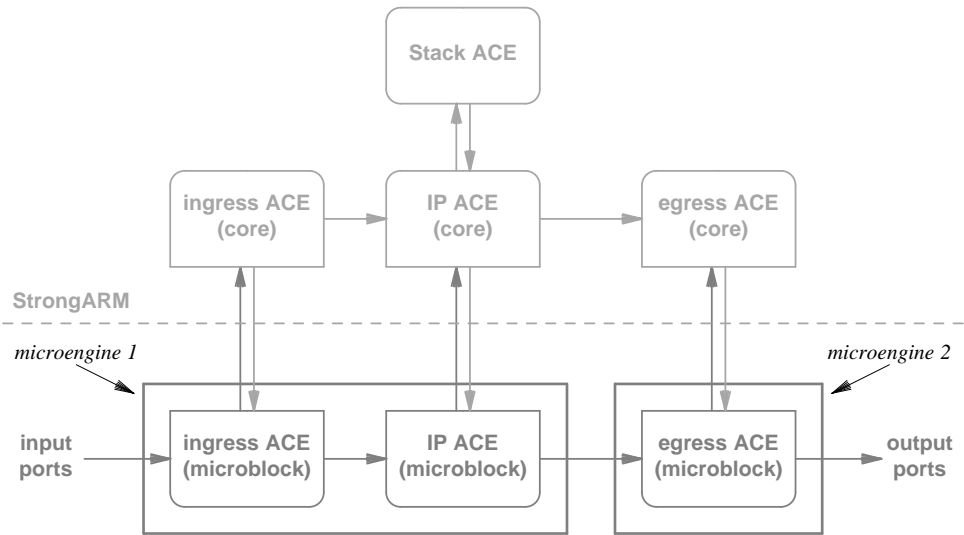 Stack ACE
ingress ACE
(core)
IP ACE
(core)
egress ACE
(core)
StrongARM
microengine 1
microengine 2
input
ports
ingress ACE
(microblock)
IP ACE
(microblock)
egress ACE
(microblock)
output
ports